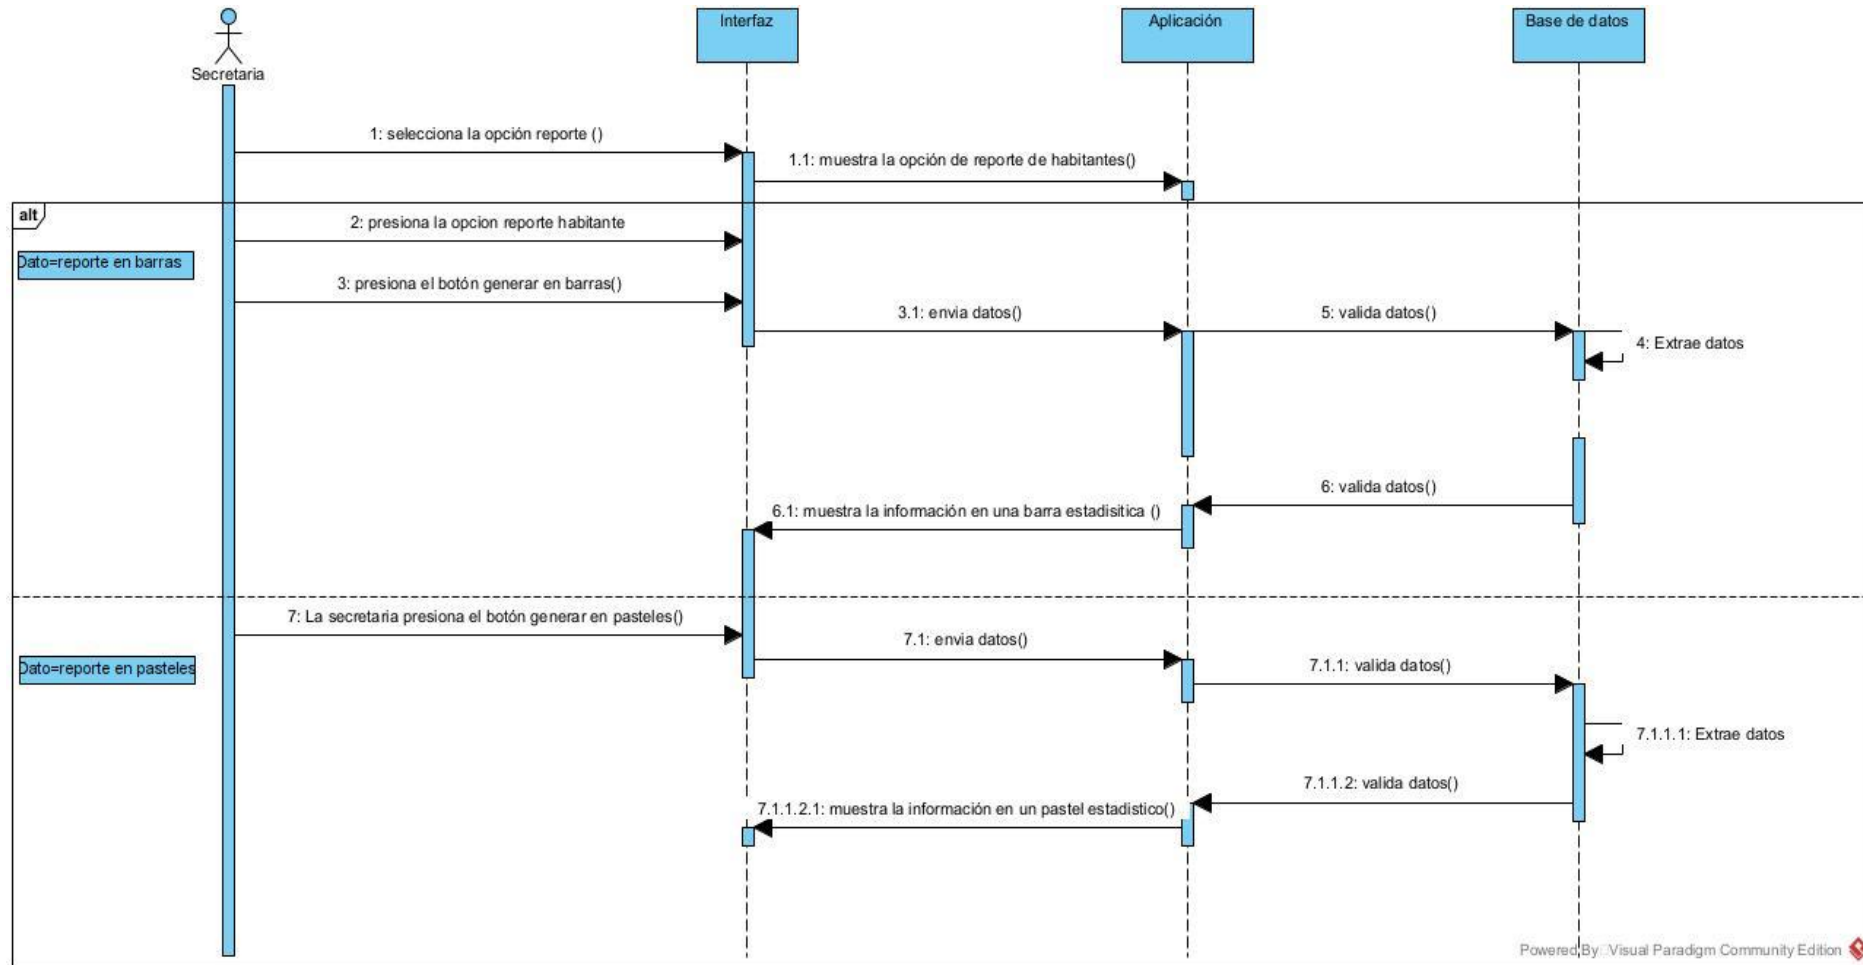 Secretaria
Interfaz
Aplicación
Base de datos
1: selecciona la opción reporte ()
1.1: muestra la opción de reporte de habitantes()
alt
2: presiona la opcion reporte habitante
Dato=reporte en barras
3: presiona el botón generar en barras()
3.1: envia datos()
5: valida datos()
4: Extrae datos
6: valida datos()
6.1: muestra la información en una barra estadisitica ()
7: La secretaria presiona el botón generar en pasteles()
7.1: envia datos()
Dato=reporte en pasteles
7.1.1: valida datos()
7.1.1.1: Extrae datos
7.1.1.2: valida datos()
7.1.1.2.1: muestra la información en un pastel estadistico()
Powered By Visual Paradigm Community Edition